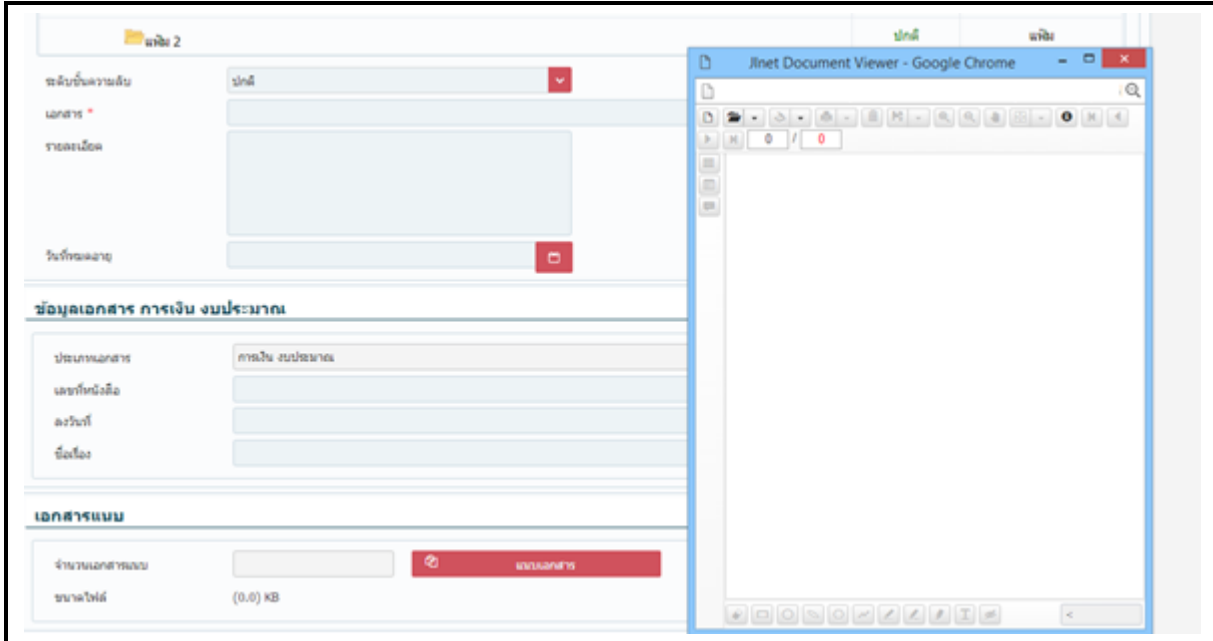 แฟ้ม 2 ปกติ แฟ้ม
JInet Document Viewer - Google Chrome
ระดับชั้นความลับ ปกติ
เอกสาร *
0 / 0
รายละเอียด
วันที่หมดอายุ
ข้อมูลเอกสาร การเงิน งบประมาณ
ประเภทเอกสาร การเงิน งบประมาณ
เลขที่หนังสือ
ลงวันที่
ชื่อเรื่อง
เอกสารแนบ
จำนวนเอกสารแนบ แนบเอกสาร
ขนาดไฟล์ (0.0) KB